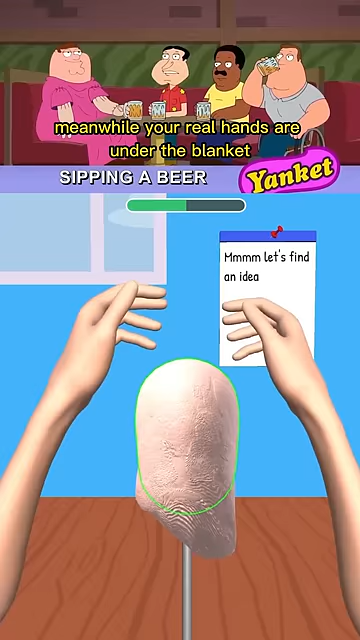 meanwhile your real hands are
under the blanket
SIPPING A BEER
Yanket
Mmmm let's find
an idea